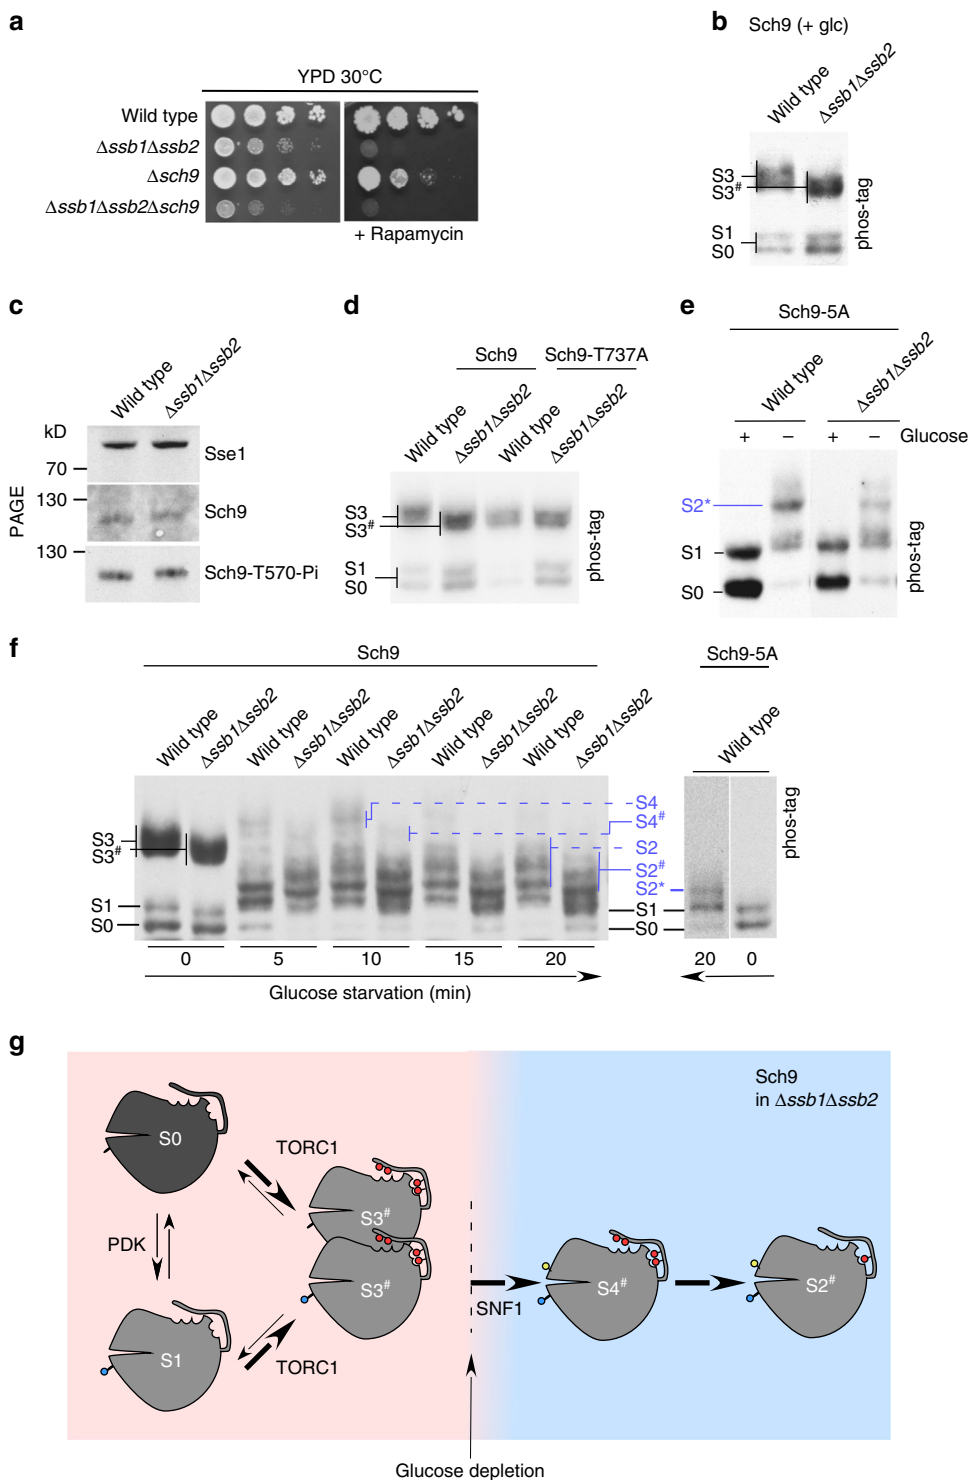 a
YPD 30°C
Wild type
Δssb1Δssb2
Δsch9
Δssb1Δssb2Δsch9
+ Rapamycin
b
Sch9 (+ glc)
Wild type
Δssb1Δssb2
S3
S3#
S1
S0
phos-tag
c
Wild type
Δssb1Δssb2
kD
70
130
130
PAGE
Sse1
Sch9
Sch9-T570-Pi
d
Sch9
Sch9-T737A
Wild type
Δssb1Δssb2
Wild type
Δssb1Δssb2
S3
S3#
S1
S0
phos-tag
e
Sch9-5A
Wild type
Δssb1Δssb2
+ − + − Glucose
S2*
S1
S0
phos-tag
f
Sch9
Sch9-5A
Wild type
Δssb1Δssb2
Wild type
Δssb1Δssb2
Wild type
Δssb1Δssb2
Wild type
Δssb1Δssb2
Wild type
Δssb1Δssb2
Wild type
S3
S3#
S1
S0
S4
S4#
S2
S2#
S2*
S1
S0
phos-tag
0 5 10 15 20
20 0
Glucose starvation (min)
g
Sch9
in Δssb1Δssb2
S0
TORC1
S3#
PDK
S3#
S1
TORC1
SNF1
S4#
S2#
Glucose depletion